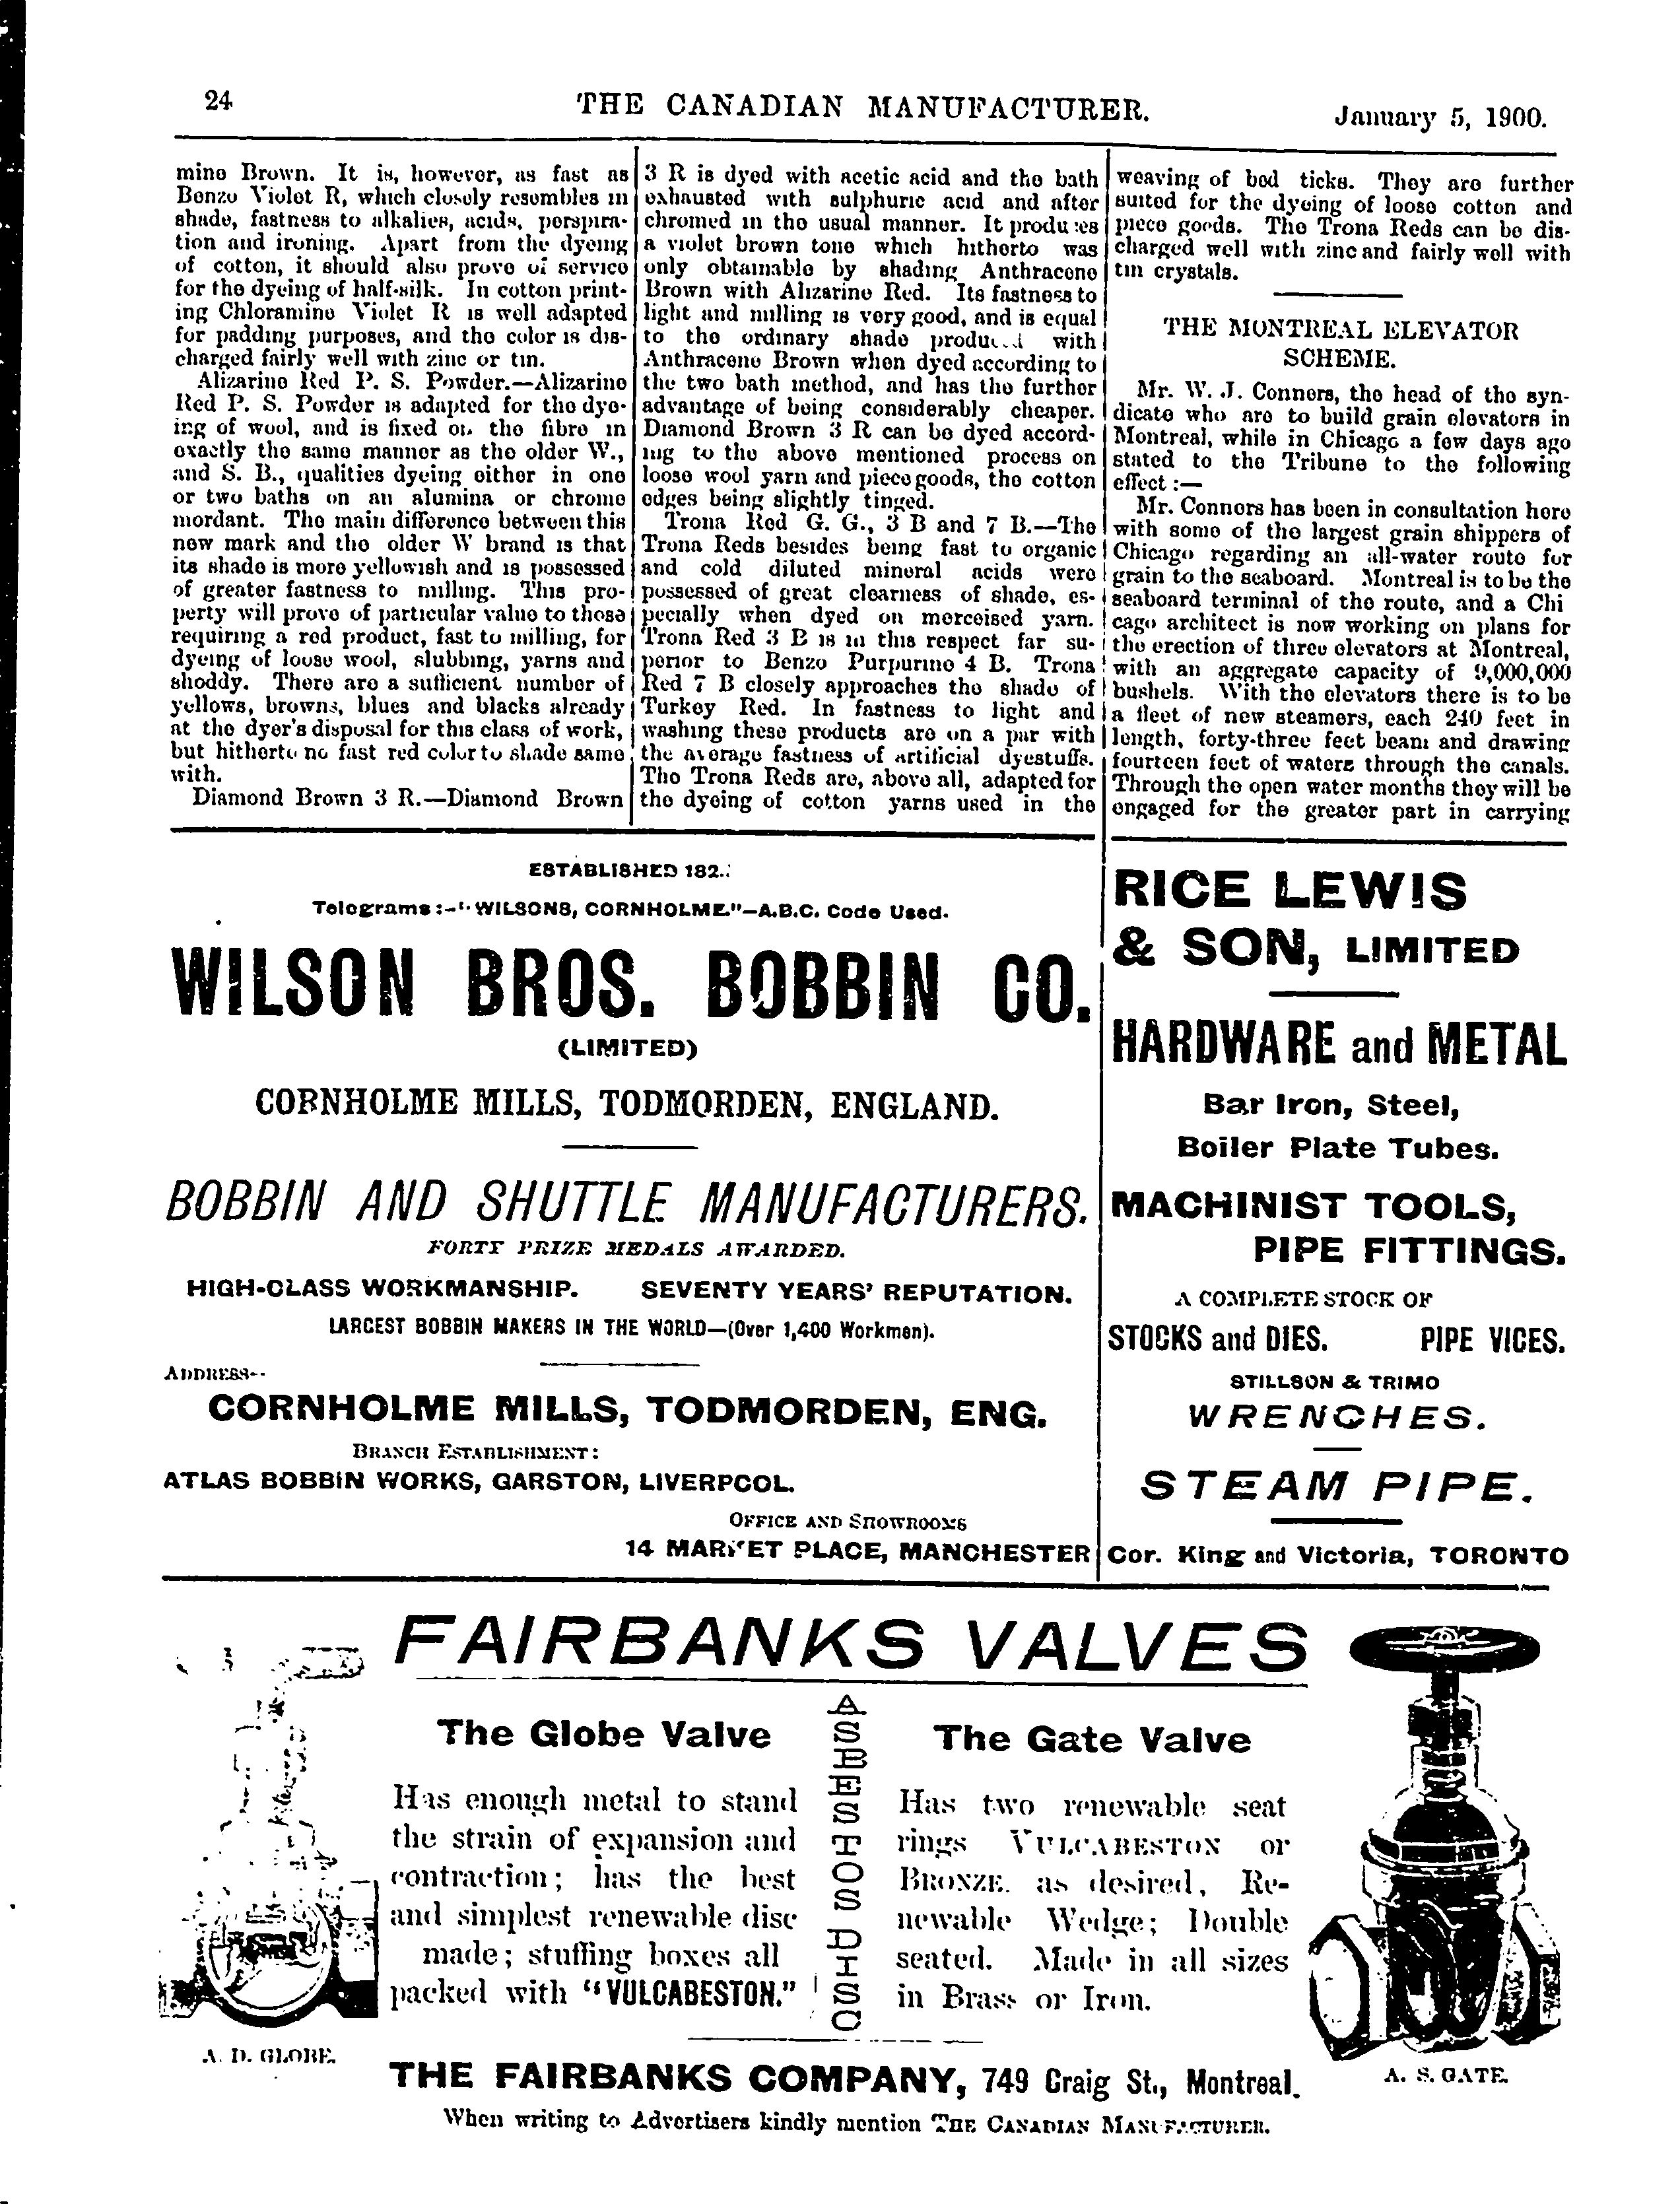 24
THE CANADIAN MANUFACTURER.
January 5, 1900.
mine Brown. It is, however, as fast as
Benzo Violet R, which closely resembles in
shade, fastness to alkalies, acids, perspira-
tion and ironing. Apart from the dyeing
of cotton, it should also prove of service
for the dyeing of half-silk. In cotton print-
ing Chloramine Violet R is well adapted
for padding purposes, and the color is dis-
charged fairly well with zinc or tin.
Alizarine Red P. S. Powder.—Alizarine
Red P. S. Powder is adapted for the dye-
ing of wool, and is fixed on the fibre in
exactly the same manner as the older W.,
and S. B., qualities dyeing either in one
or two baths on an alumina or chrome
mordant. The main difference between this
new mark and the older W brand is that
its shade is more yellowish and is possessed
of greater fastness to milling. This pro-
perty will prove of particular value to those
requiring a red product, fast to milling, for
dyeing of loose wool, slubbing, yarns and
shoddy. There are a sufficient number of
yellows, browns, blues and blacks already
at the dyer's disposal for this class of work,
but hitherto no fast red color to shade same
with.
Diamond Brown 3 R.—Diamond Brown
3 R is dyed with acetic acid and the bath
exhausted with sulphuric acid and after
chromed in the usual manner. It produces
a violet brown tone which hitherto was
only obtainable by shading Anthracene
Brown with Alizarine Red. Its fastness to
light and milling is very good, and is equal
to the ordinary shade produced with
Anthracene Brown when dyed according to
the two bath method, and has the further
advantage of being considerably cheaper.
Diamond Brown 3 R can be dyed accord-
ing to the above mentioned process on
loose wool yarn and piece goods, the cotton
edges being slightly tinged.
Trona Red G. G., 3 B and 7 B.—The
Trona Reds besides being fast to organic
and cold diluted mineral acids were
possessed of great clearness of shade, es-
pecially when dyed on merceised yarn.
Trona Red 3 B is in this respect far su-
perior to Benzo Purpurine 4 B. Trona
Red 7 B closely approaches the shade of
Turkey Red. In fastness to light and
washing these products are on a par with
the average fastness of artificial dyestuffs.
The Trona Reds are, above all, adapted for
the dyeing of cotton yarns used in the
weaving of bed ticks. They are further
suited for the dyeing of loose cotton and
piece goods. The Trona Reds can be dis-
charged well with zinc and fairly well with
tin crystals.
THE MONTREAL ELEVATOR
SCHEME.
Mr. W. J. Connors, the head of the syn-
dicate who are to build grain elevators in
Montreal, while in Chicago a few days ago
stated to the Tribune to the following
effect :—
Mr. Connors has been in consultation here
with some of the largest grain shippers of
Chicago regarding an all-water route for
grain to the seaboard. Montreal is to be the
seaboard terminal of the route, and a Chi
cago architect is now working on plans for
the erection of three elevators at Montreal,
with an aggregate capacity of 9,000,000
bushels. With the elevators there is to be
a fleet of new steamers, each 240 feet in
length, forty-three feet beam and drawing
fourteen feet of waters through the canals.
Through the open water months they will be
engaged for the greater part in carrying
ESTABLISHED
Telegrams:—"WILSONS, CORNHOLME."—A.B.C. Code Used.
WILSON BROS. BOBBIN CO.
(LIMITED)
CORNHOLME MILLS, TODMORDEN, ENGLAND.
BOBBIN AND SHUTTLE MANUFACTURERS.
FORTY PRIZE MEDALS AWARDED.
HIGH-CLASS WORKMANSHIP. SEVENTY YEARS' REPUTATION.
LARGEST BOBBIN MAKERS IN THE WORLD—(Over 1,400 Workmen).
ADDRESS--
CORNHOLME MILLS, TODMORDEN, ENG.
BRANCH ESTABLISHMENT:
ATLAS BOBBIN WORKS, GARSTON, LIVERPOOL.
OFFICE AND SHOWROOMS
14 MARKET PLACE, MANCHESTER
RICE LEWIS
& SON, LIMITED
HARDWARE and METAL
Bar Iron, Steel,
Boiler Plate Tubes.
MACHINIST TOOLS,
PIPE FITTINGS.
A COMPLETE STOCK OF
STOCKS and DIES. PIPE VICES.
STILLSON & TRIMO
WRENCHES.
STEAM PIPE.
Cor. King and Victoria, TORONTO
FAIRBANKS VALVES
The Globe Valve
Has enough metal to stand
the strain of expansion and
contraction; has the best
and simplest renewable disc
made; stuffing boxes all
packed with "VULCABESTON."
ASBESTOS DISC
The Gate Valve
Has two renewable seat
rings VULCABESTON or
BRONZE. as desired, Re-
newable Wedge; Double
seated. Made in all sizes
in Brass or Iron.
A. D. GLOBE.
A. S. GATE.
THE FAIRBANKS COMPANY, 749 Craig St., Montreal.
When writing to Advertisers kindly mention THE CANADIAN MANUFACTURER.